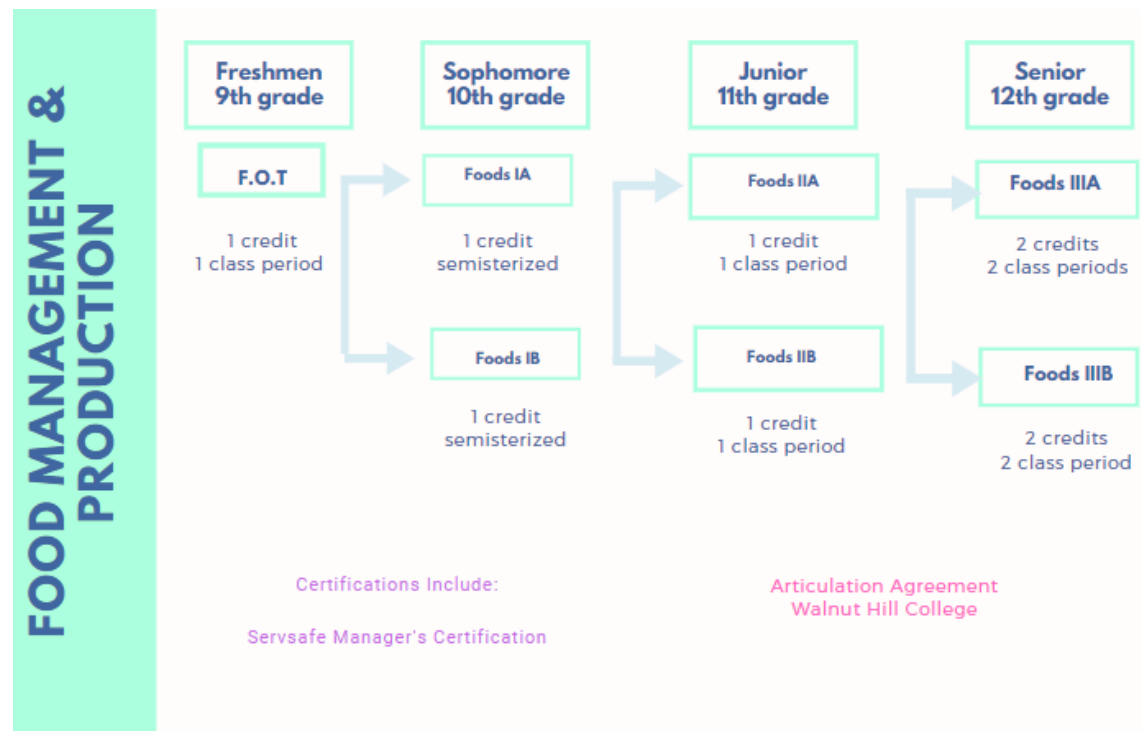 FOOD MANAGEMENT &
PRODUCTION
Freshmen
9th grade
Sophomore
10th grade
Junior
11th grade
Senior
12th grade
F.O.T
Foods IA
Foods IIA
Foods IIIA
1 credit
1 class period
1 credit
semisterized
1 credit
1 class period
2 credits
2 class periods
Foods IB
Foods IIB
Foods IIIB
1 credit
semisterized
1 credit
1 class period
2 credits
2 class period
Certifications Include:
Servsafe Manager's Certification
Articulation Agreement
Walnut Hill College